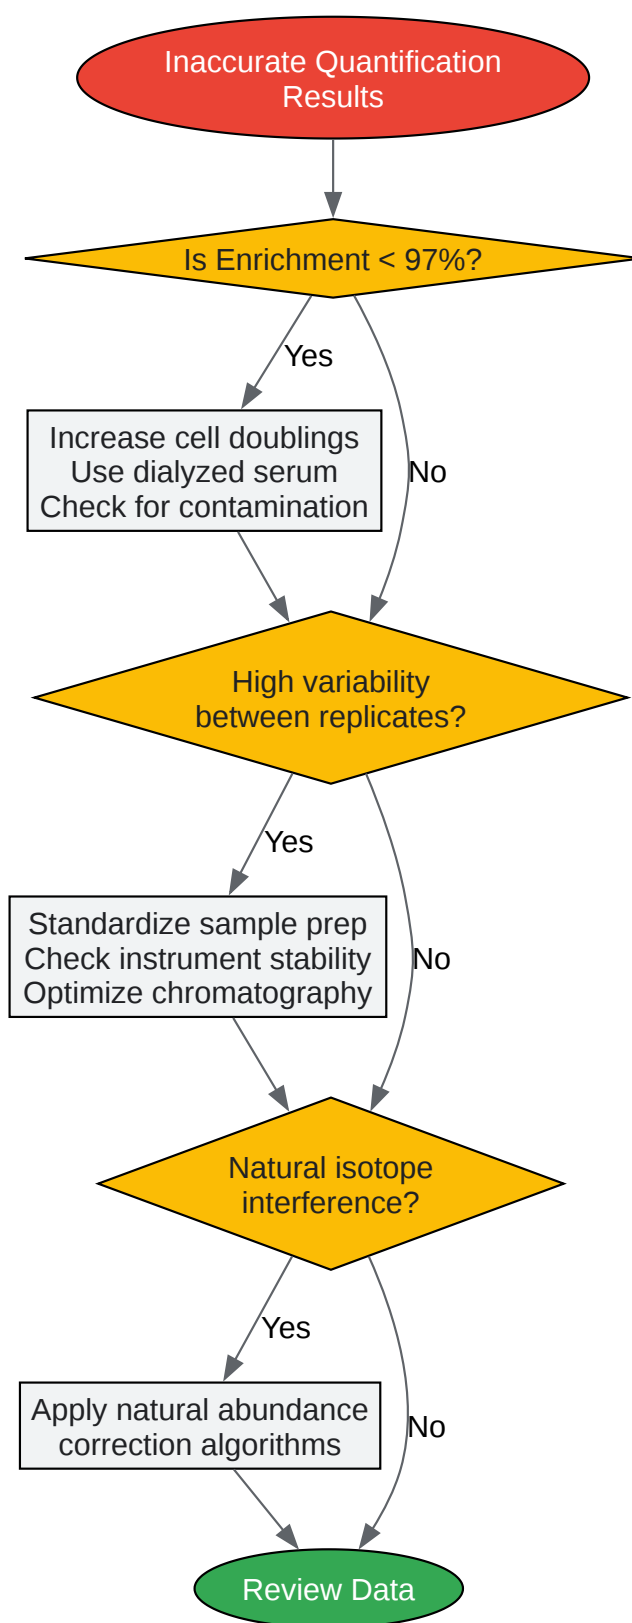 Inaccurate Quantification
Results
Is Enrichment < 97%?
Yes
Increase cell doublings
Use dialyzed serum
Check for contamination
No
High variability
between replicates?
Yes
Standardize sample prep
Check instrument stability
Optimize chromatography
No
Natural isotope
interference?
Yes
Apply natural abundance
correction algorithms
No
Review Data